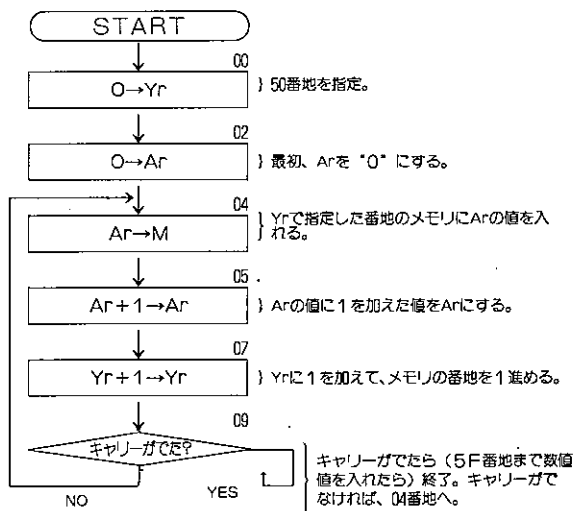 START
00
0→Yr
} 50番地を指定。
02
0→Ar
} 最初、Arを "0" にする。
04
Ar→M
Yrで指定した番地のメモリにArの値を入
れる。
05
Ar+1→Ar
} Arの値に1を加えた値をArにする。
07
Yr+1→Yr
} Yrに1を加えて、メモリの番地を1進める。
09
キャリーがでた?
NO
YES
キャリーがでたら(5F番地まで数値
値を入れたら)終了。キャリーがで
なければ、04番地へ。